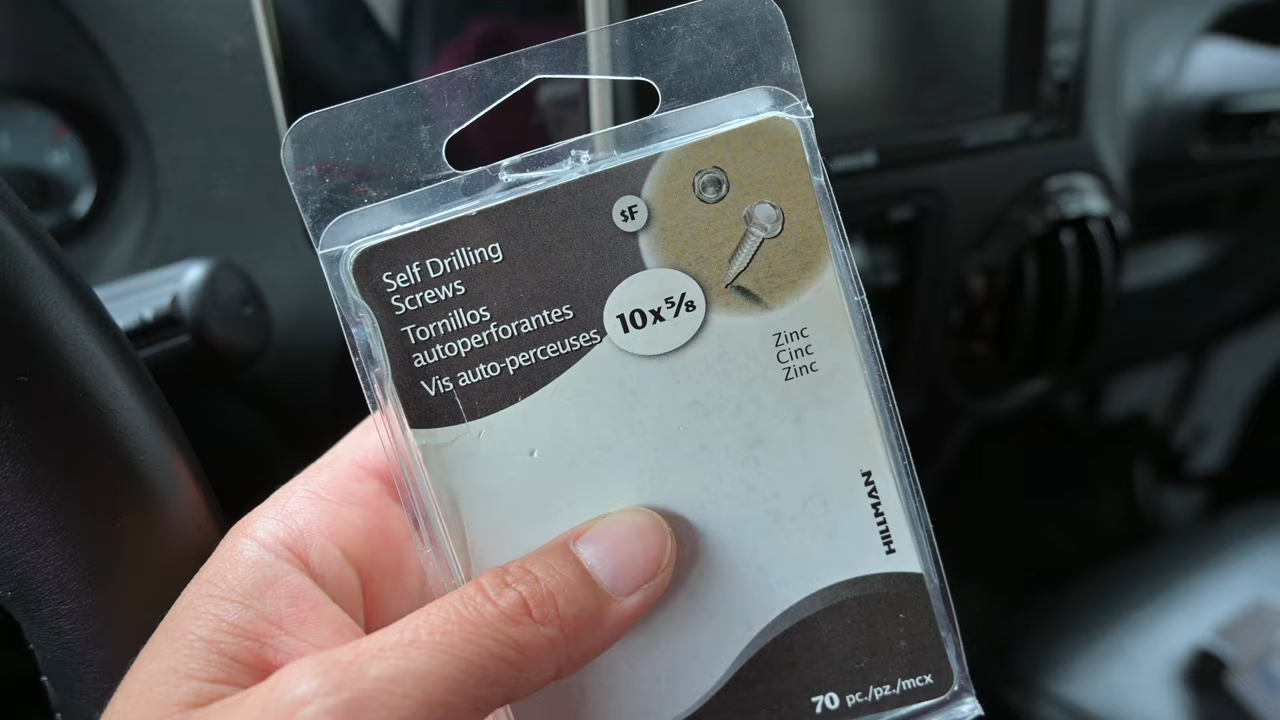 $F
Self Drilling
Screws
Tornillos
autoperforantes
Vis auto-perceuses
10x5/8
Zinc
Cinc
Zinc
HILLMAN
70 pc./pz./mcx